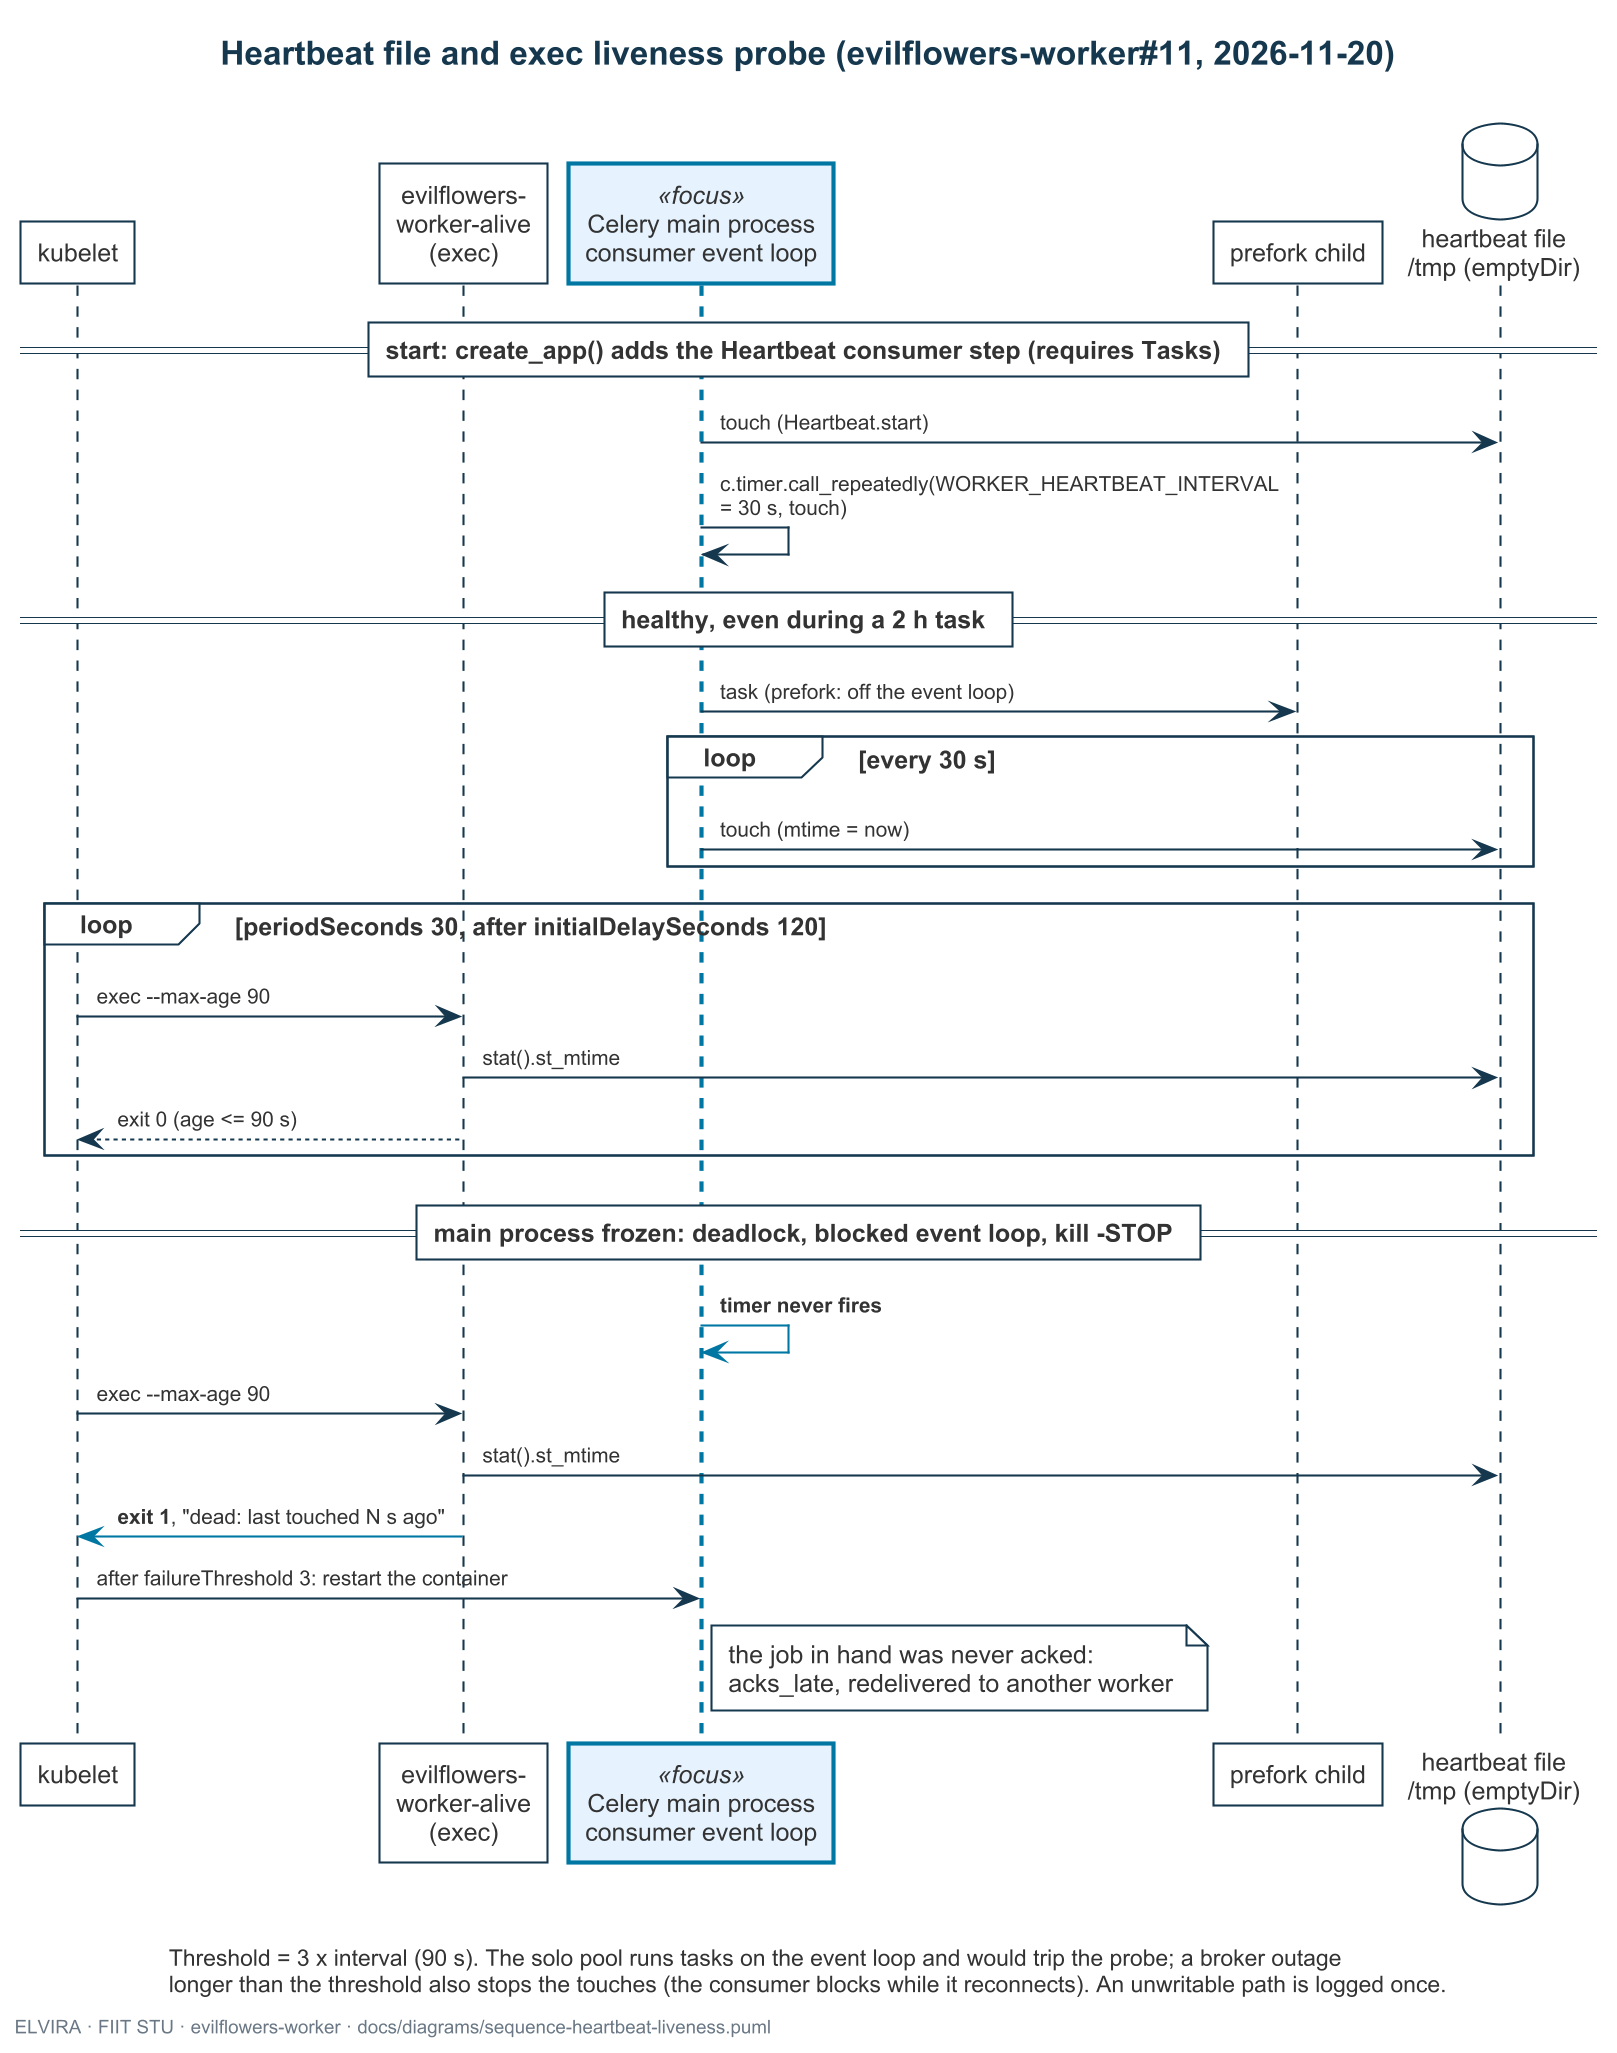 Heartbeat file and exec liveness probe (evilflowers-worker#11, 2026-11-20)
kubelet
evilflowers-
worker-alive
(exec)
«focus»
Celery main process
consumer event loop
prefork child
heartbeat file
/tmp (emptyDir)
start: create_app() adds the Heartbeat consumer step (requires Tasks)
touch (Heartbeat.start)
c.timer.call_repeatedly(WORKER_HEARTBEAT_INTERVAL
= 30 s, touch)
healthy, even during a 2 h task
task (prefork: off the event loop)
loop
[every 30 s]
touch (mtime = now)
loop
[periodSeconds 30, after initialDelaySeconds 120]
exec --max-age 90
stat().st_mtime
exit 0 (age <= 90 s)
main process frozen: deadlock, blocked event loop, kill -STOP
timer never fires
exec --max-age 90
stat().st_mtime
exit 1, "dead: last touched N s ago"
after failureThreshold 3: restart the container
the job in hand was never acked:
acks_late, redelivered to another worker
kubelet
evilflowers-
worker-alive
(exec)
«focus»
Celery main process
consumer event loop
prefork child
heartbeat file
/tmp (emptyDir)
Threshold = 3 x interval (90 s). The solo pool runs tasks on the event loop and would trip the probe; a broker outage
longer than the threshold also stops the touches (the consumer blocks while it reconnects). An unwritable path is logged once.
ELVIRA · FIIT STU · evilflowers-worker · docs/diagrams/sequence-heartbeat-liveness.puml